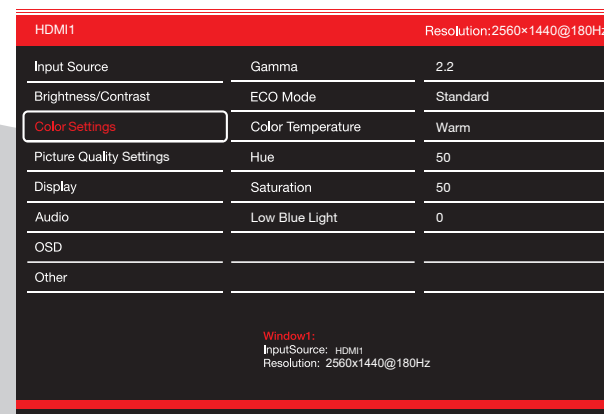 HDMI1 Resolution:2560×1440@180Hz
Input Source Gamma 2.2
Brightness/Contrast ECO Mode Standard
Color Settings Color Temperature Warm
Picture Quality Settings Hue 50
Display Saturation 50
Audio Low Blue Light 0
OSD
Other
Window1:
InputSource: HDMI1
Resolution: 2560x1440@180Hz